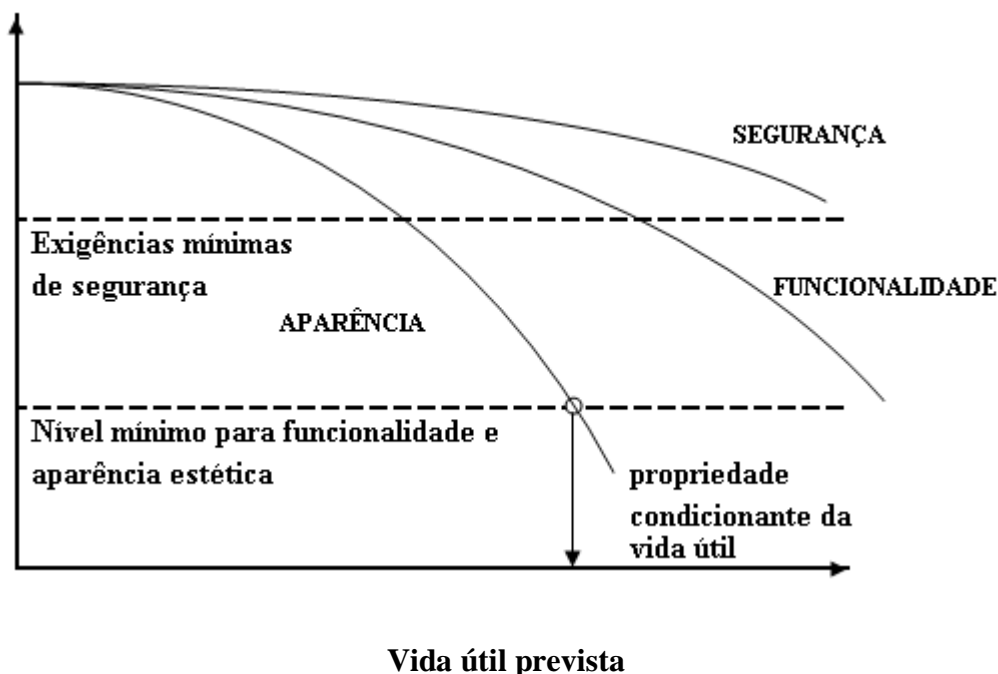 SEGURANÇA
Exigências mínimas
de segurança
FUNCIONALIDADE
APARÊNCIA
Nível mínimo para funcionalidade e
aparência estética
propriedade
condicionante da
vida útil
Vida útil prevista